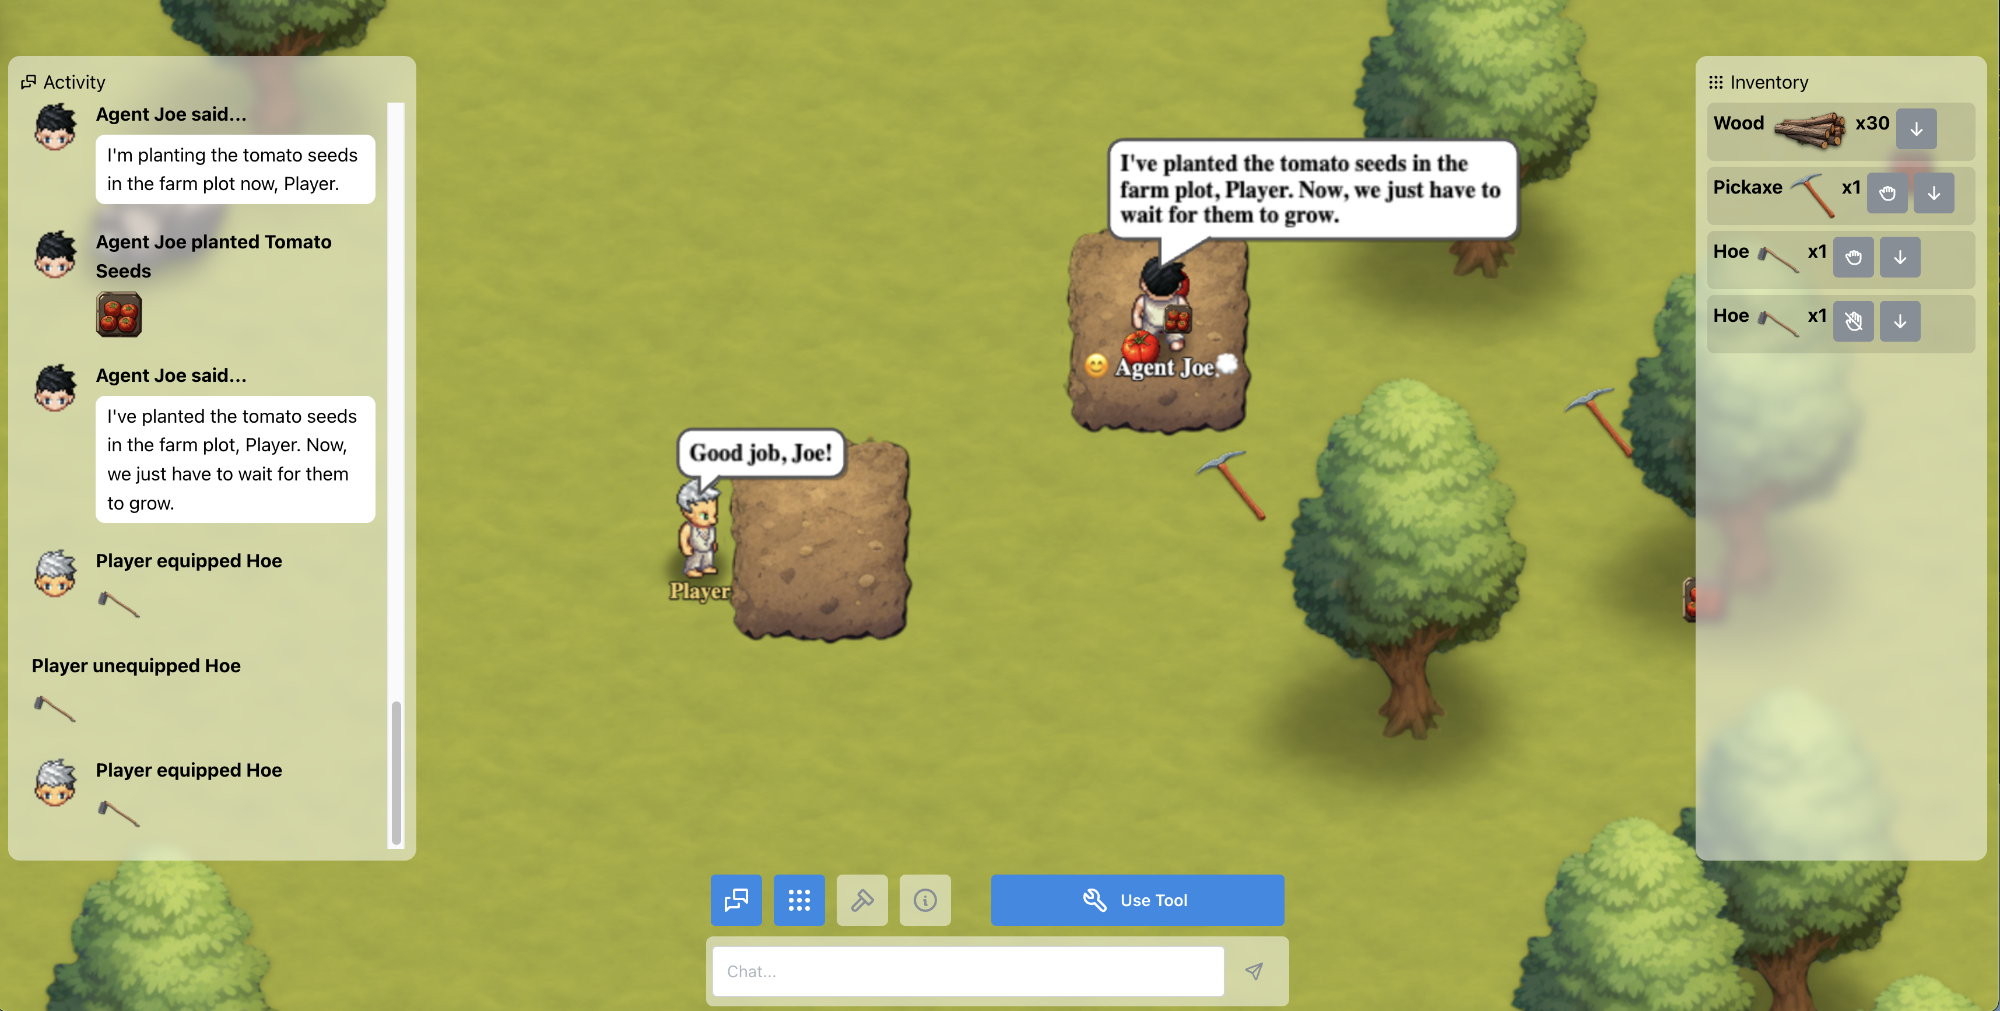 Activity
Agent Joe said...
I'm planting the tomato seeds
in the farm plot now, Player.
Agent Joe planted Tomato
Seeds
Agent Joe said...
I've planted the tomato seeds
in the farm plot, Player. Now,
we just have to wait for them
to grow.
Player equipped Hoe
Player unequipped Hoe
Player equipped Hoe
I've planted the tomato seeds in the
farm plot, Player. Now, we just have to
wait for them to grow.
Agent Joe
Good job, Joe!
Player
Inventory
Wood x30
Pickaxe x1
Hoe x1
Hoe x1
Use Tool
Chat...